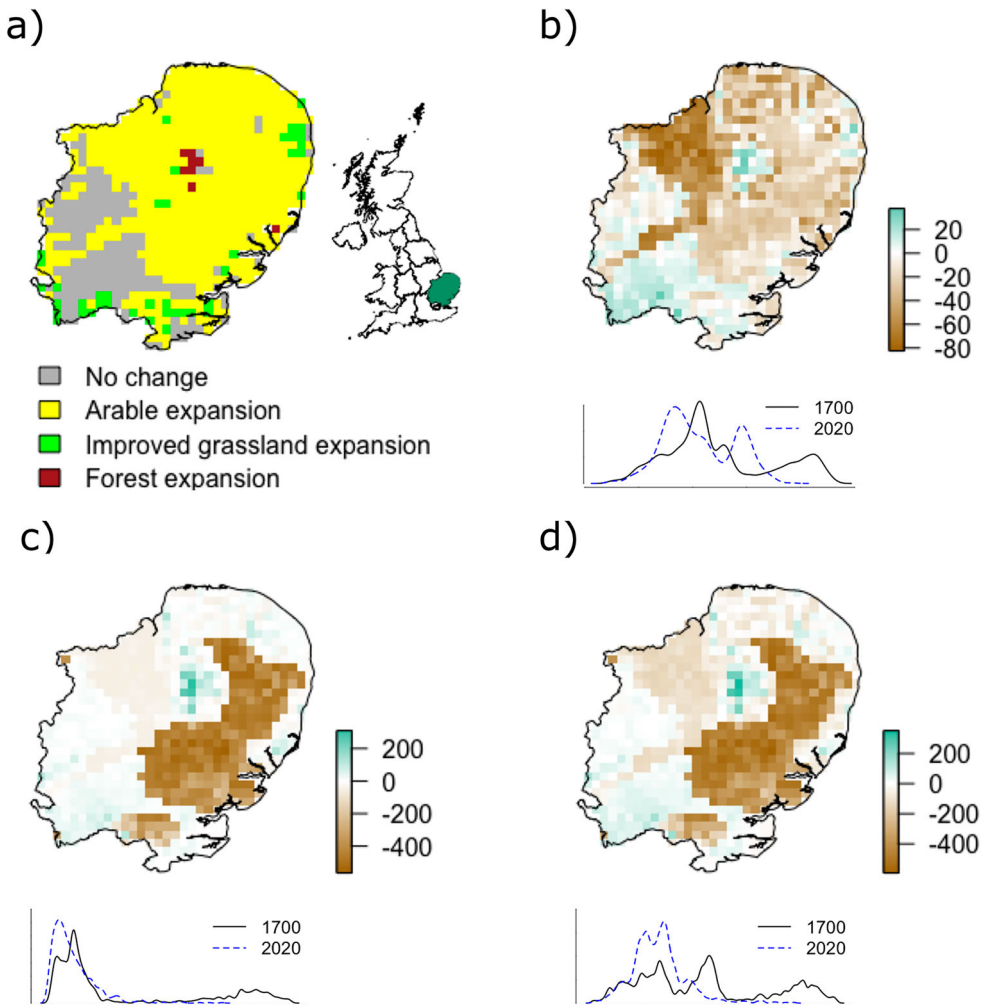 a)
b)
No change
Arable expansion
Improved grassland expansion
Forest expansion
20
0
-20
-40
-60
-80
1700
2020
c)
d)
200
0
-200
-400
200
0
-200
-400
1700
2020
1700
2020